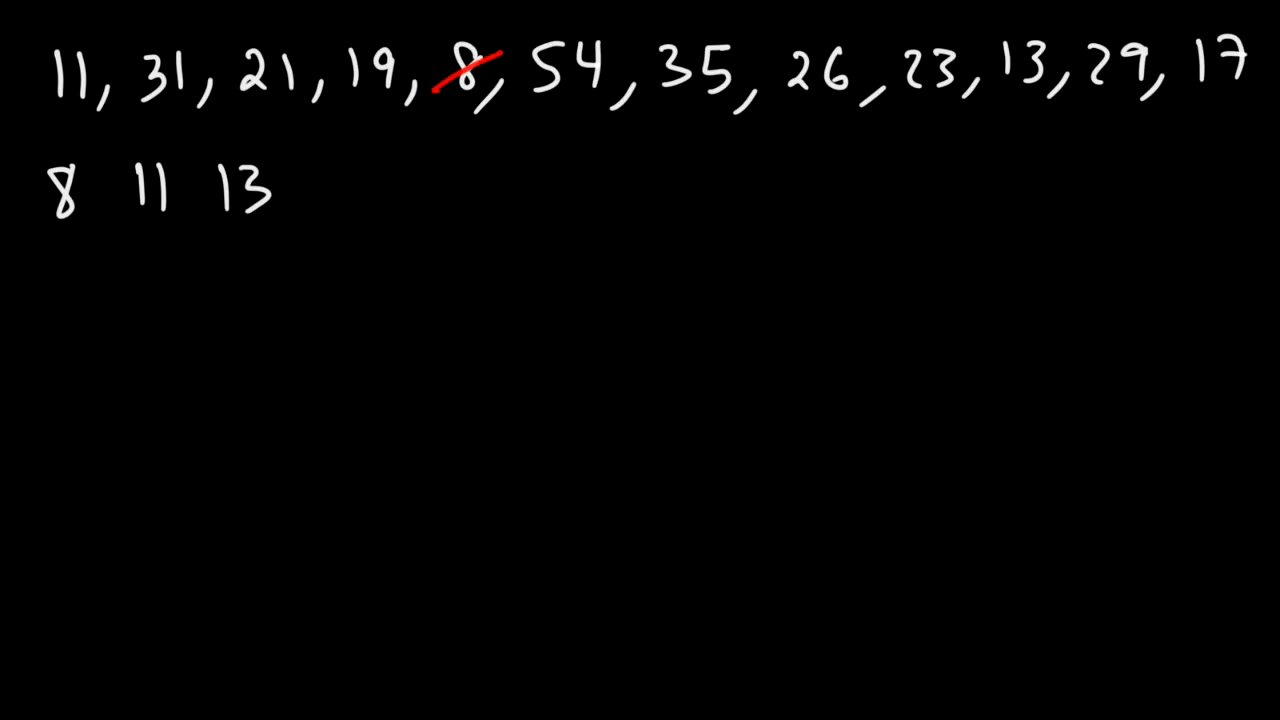 11, 31, 21, 19, 8, 54, 35, 26, 23, 13, 29, 17
8 11 13